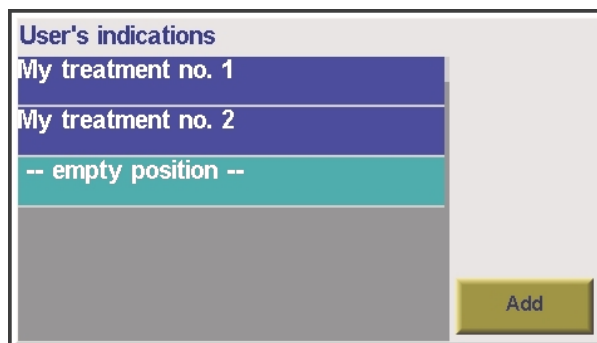 User's indications
My treatment no. 1
My treatment no. 2
-- empty position --
Add